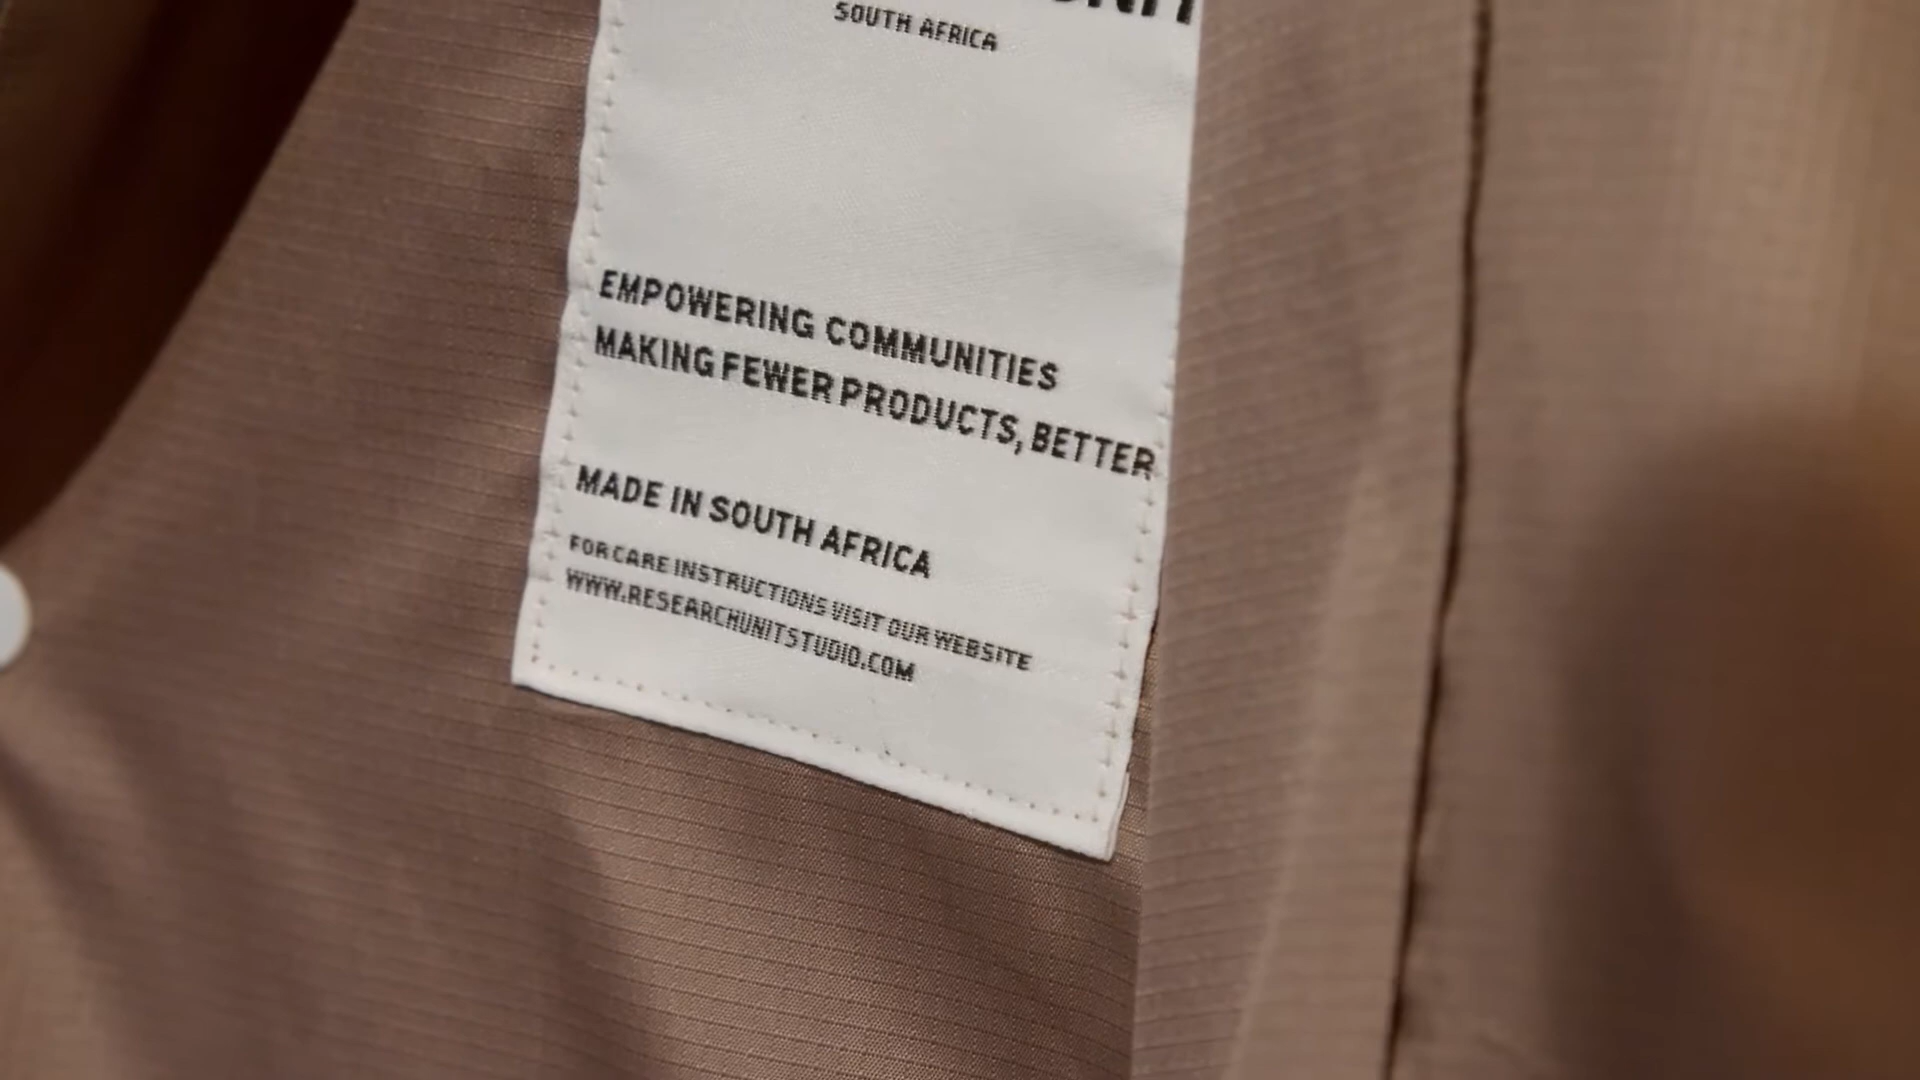 SOUTH AFRICA
EMPOWERING COMMUNITIES
MAKING FEWER PRODUCTS, BETTER
MADE IN SOUTH AFRICA
FOR CARE INSTRUCTIONS VISIT OUR WEBSITE
WWW.RESEARCHUNITSTUDIO.COM